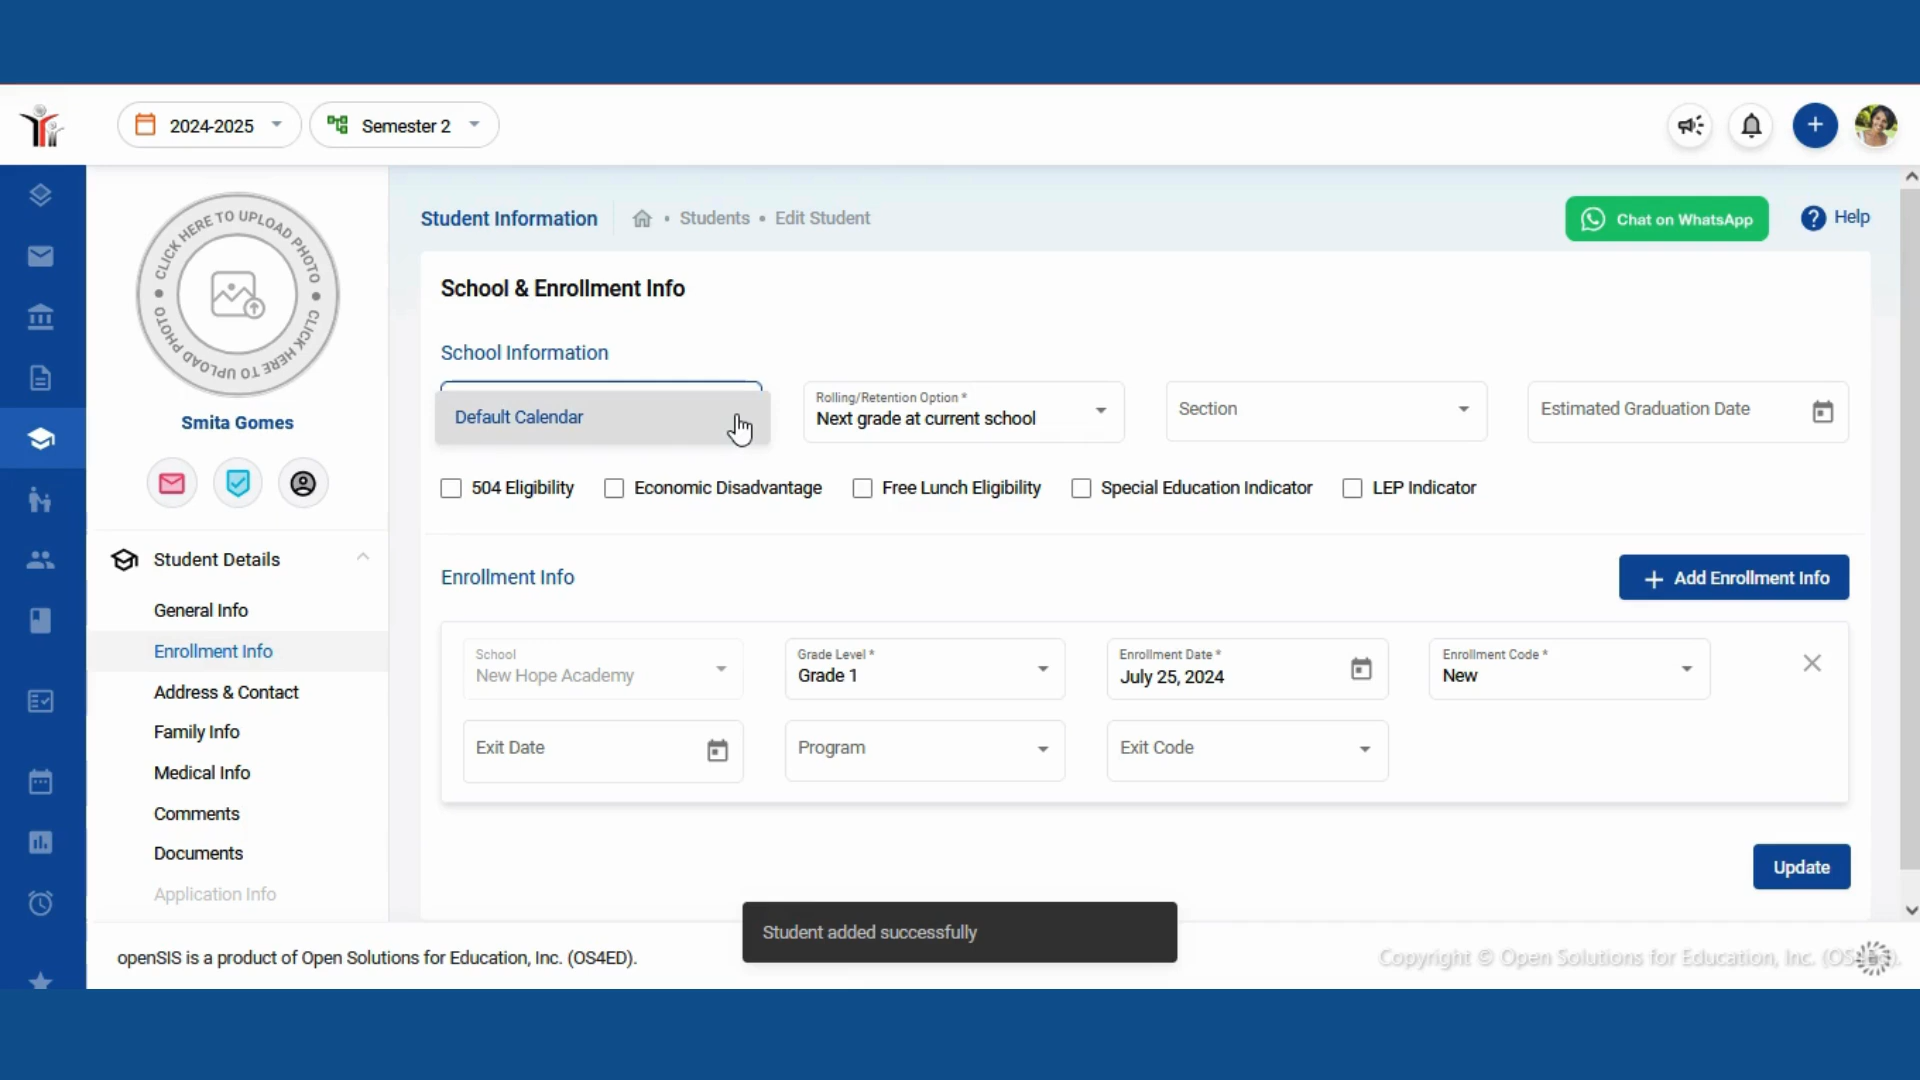 2024-2025
Semester 2
CLICK HERE TO UPLOAD PHOTO
CLICK HERE TO UPLOAD PHOTO
Smita Gomes
Student Details
General Info
Enrollment Info
Address & Contact
Family Info
Medical Info
Comments
Documents
Application Info
Student Information
Students • Edit Student
Chat on WhatsApp
Help
School & Enrollment Info
School Information
Default Calendar
Rolling/Retention Option *
Next grade at current school
Section
Estimated Graduation Date
504 Eligibility
Economic Disadvantage
Free Lunch Eligibility
Special Education Indicator
LEP Indicator
Enrollment Info
Add Enrollment Info
School
New Hope Academy
Grade Level *
Grade 1
Enrollment Date *
July 25, 2024
Enrollment Code *
New
Exit Date
Program
Exit Code
Update
Student added successfully
openSIS is a product of Open Solutions for Education, Inc. (OS4ED).
Copyright © Open Solutions for Education, Inc.